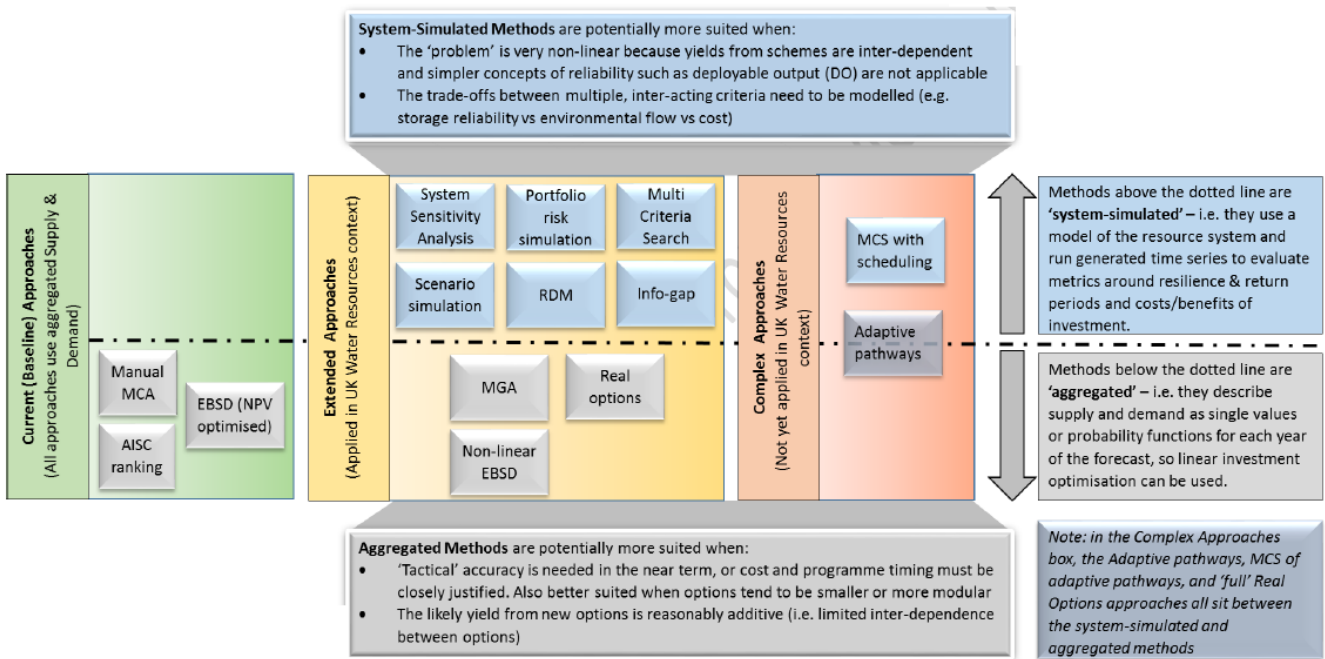 System-Simulated Methods are potentially more suited when:
• The ‘problem’ is very non-linear because yields from schemes are inter-dependent
and simpler concepts of reliability such as deployable output (DO) are not applicable
• The trade-offs between multiple, inter-acting criteria need to be modelled (e.g.
storage reliability vs environmental flow vs cost)
Current (Baseline) Approaches
(All approaches use aggregated Supply &
Demand)
Manual
MCA
AISC
ranking
EBSD (NPV
optimised)
Extended Approaches
(Applied in UK Water Resources context)
System
Sensitivity
Analysis
Portfolio
risk
simulation
Multi
Criteria
Search
Scenario
simulation
RDM
Info-gap
MGA
Real
options
Non-linear
EBSD
Complex Approaches
(Not yet applied in UK Water Resources
context)
MCS with
scheduling
Adaptive
pathways
Methods above the dotted line are
‘system-simulated’ – i.e. they use a
model of the resource system and
run generated time series to evaluate
metrics around resilience & return
periods and costs/benefits of
investment.
Methods below the dotted line are
‘aggregated’ – i.e. they describe
supply and demand as single values
or probability functions for each year
of the forecast, so linear investment
optimisation can be used.
Aggregated Methods are potentially more suited when:
• ‘Tactical’ accuracy is needed in the near term, or cost and programme timing must be
closely justified. Also better suited when options tend to be smaller or more modular
• The likely yield from new options is reasonably additive (i.e. limited inter-dependence
between options)
Note: in the Complex Approaches
box, the Adaptive pathways, MCS of
adaptive pathways, and ‘full’ Real
Options approaches all sit between
the system-simulated and
aggregated methods